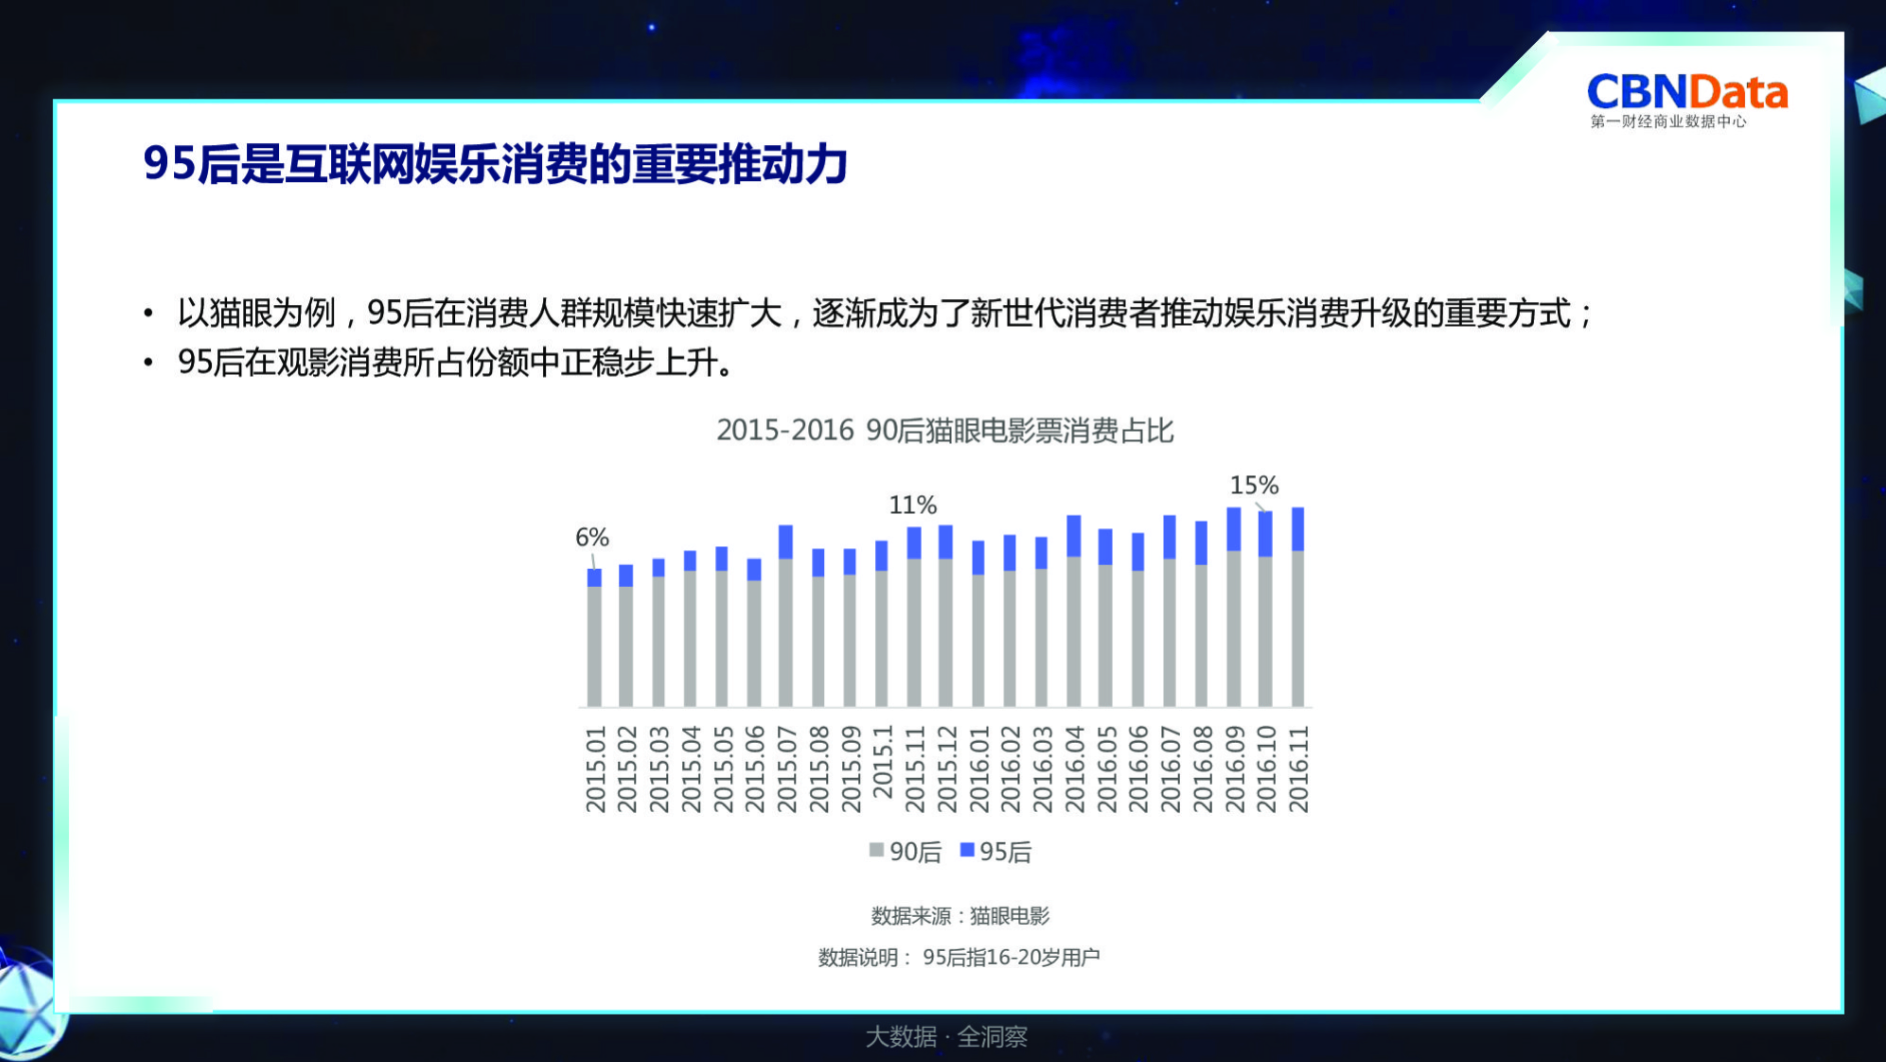 CBNData
第一财经商业数据中心
95后是互联网娱乐消费的重要推动力
• 以猫眼为例，95后在消费人群规模快速扩大，逐渐成为了新世代消费者推动娱乐消费升级的重要方式；
• 95后在观影消费所占份额中正稳步上升。
2015-2016 90后猫眼电影票消费占比
6%
11%
15%
2015.01
2015.02
2015.03
2015.04
2015.05
2015.06
2015.07
2015.08
2015.09
2015.1
2015.11
2015.12
2016.01
2016.02
2016.03
2016.04
2016.05
2016.06
2016.07
2016.08
2016.09
2016.10
2016.11
90后 95后
数据来源：猫眼电影
数据说明： 95后指16-20岁用户
大数据 · 全洞察